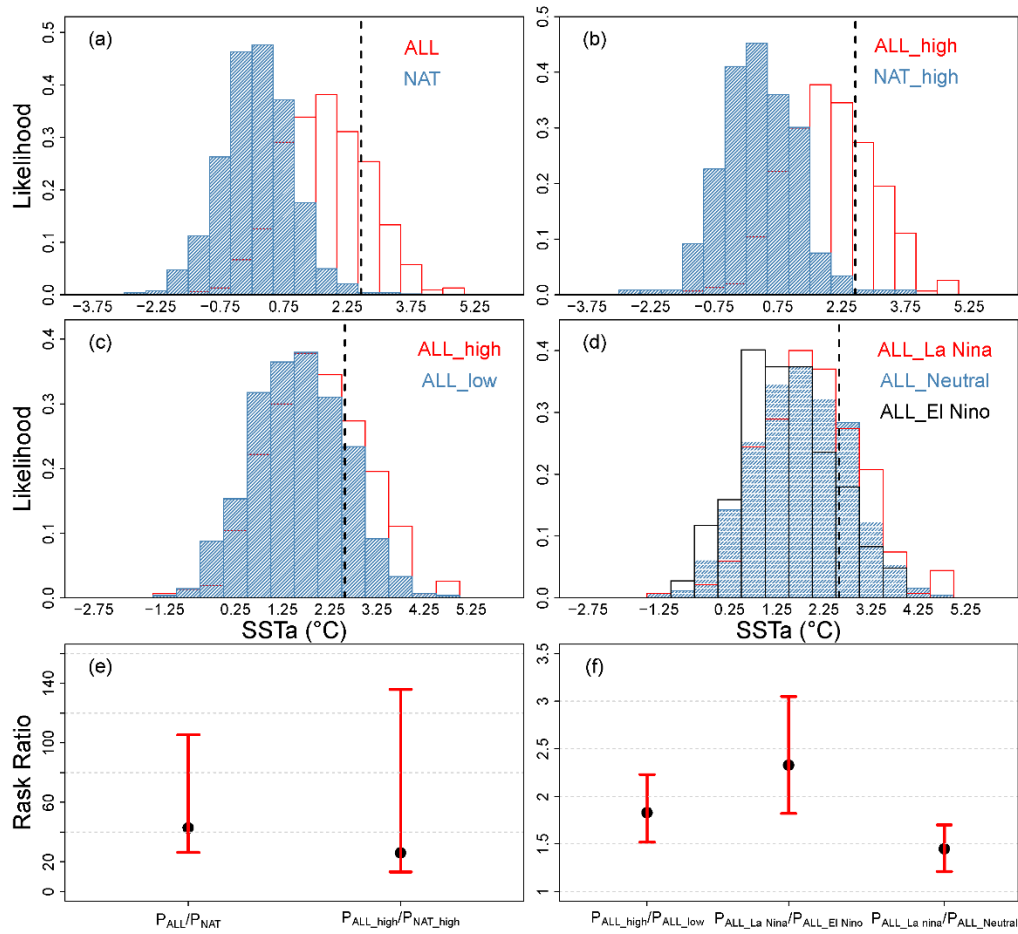 (a)
ALL
NAT
Likelihood
0.0 0.1 0.2 0.3 0.4 0.5
−3.75 −2.25 −0.75 0.75 2.25 3.75 5.25
(b)
ALL_high
NAT_high
0.0 0.1 0.2 0.3 0.4 0.5
−3.75 −2.25 −0.75 0.75 2.25 3.75 5.25
(c)
ALL_high
ALL_low
Likelihood
0.0 0.1 0.2 0.3 0.4
−2.75 −1.25 0.25 1.25 2.25 3.25 4.25 5.25
SSTa (°C)
(d)
ALL_La Nina
ALL_Neutral
ALL_El Nino
0.0 0.1 0.2 0.3 0.4
−2.75 −1.25 0.25 1.25 2.25 3.25 4.25 5.25
SSTa (°C)
(e)
Rask Ratio
0 20 60 100 140
PALL/PNAT PALL_high/PNAT_high
(f)
1 1.5 2 2.5 3 3.5
PALL_high/PALL_low PALL_La Nina/PALL_El Nino PALL_La nina/PALL_Neutral